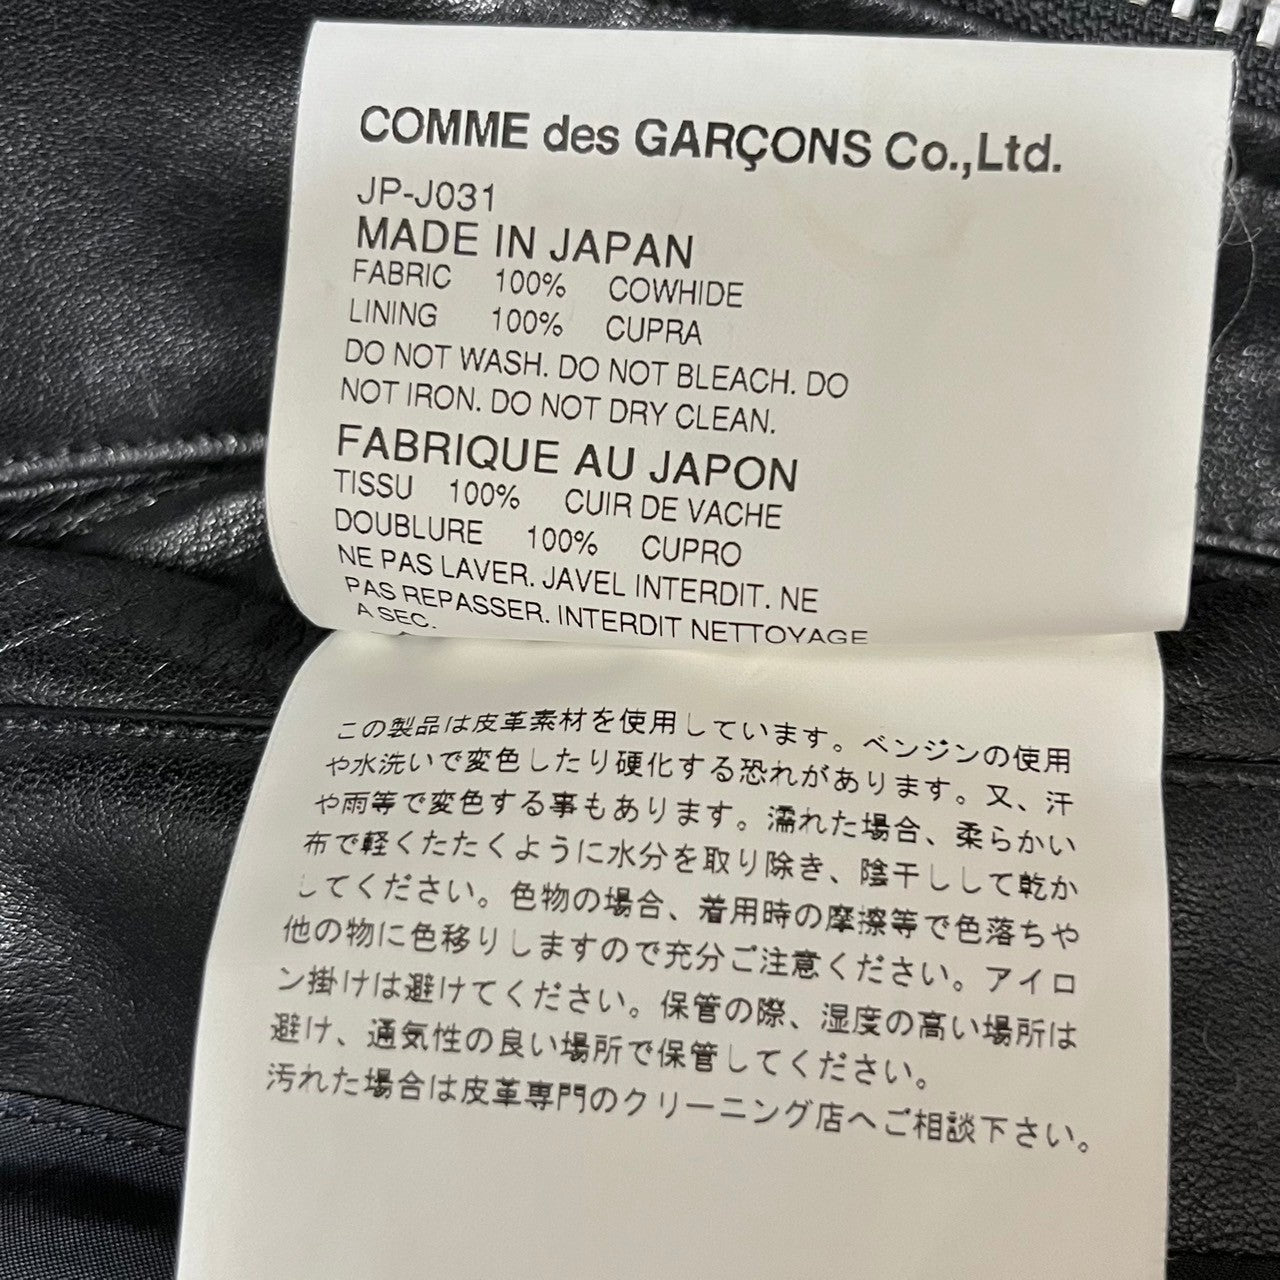 COMME des GARÇONS Co.,Ltd.
JP-J031
MADE IN JAPAN
FABRIC 100% COWHIDE
LINING 100% CUPRA
DO NOT WASH. DO NOT BLEACH. DO
NOT IRON. DO NOT DRY CLEAN.
FABRIQUE AU JAPON
TISSU 100% CUIR DE VACHE
DOUBLURE 100% CUPRO
NE PAS LAVER. JAVEL INTERDIT. NE
PAS REPASSER. INTERDIT NETTOYAGE
A SEC.
この製品は皮革素材を使用しています。ベンジンの使用
や水洗いで変色したり硬化する恐れがあります。又、汗
や雨等で変色する事もあります。濡れた場合、柔らかい
布で軽くたたくように水分を取り除き、陰干しして乾か
してください。色物の場合、着用時の摩擦等で色落ちや
他の物に色移りしますので充分ご注意ください。アイロ
ン掛けは避けてください。保管の際、湿度の高い場所は
避け、通気性の良い場所で保管してください。
汚れた場合は皮革専門のクリーニング店へご相談下さい。